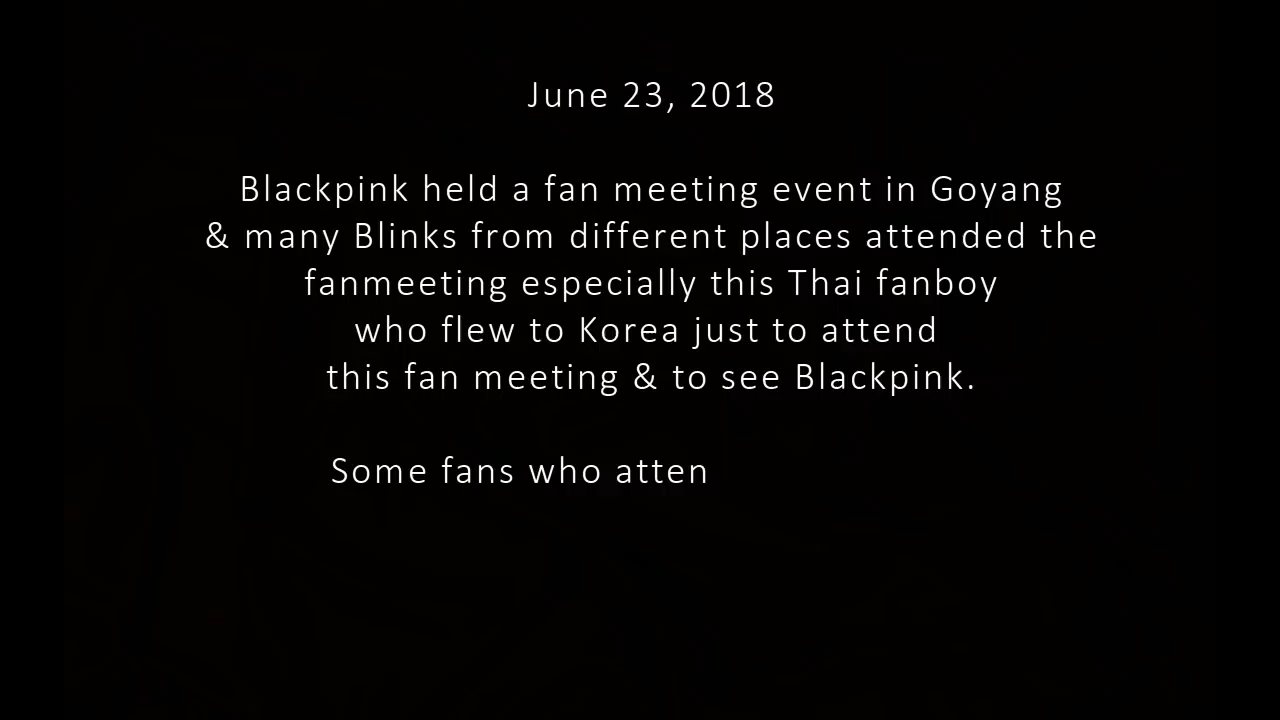 June 23, 2018
Blackpink held a fan meeting event in Goyang
& many Blinks from different places attended the
fanmeeting especially this Thai fanboy
who flew to Korea just to attend
this fan meeting & to see Blackpink.
Some fans who atten